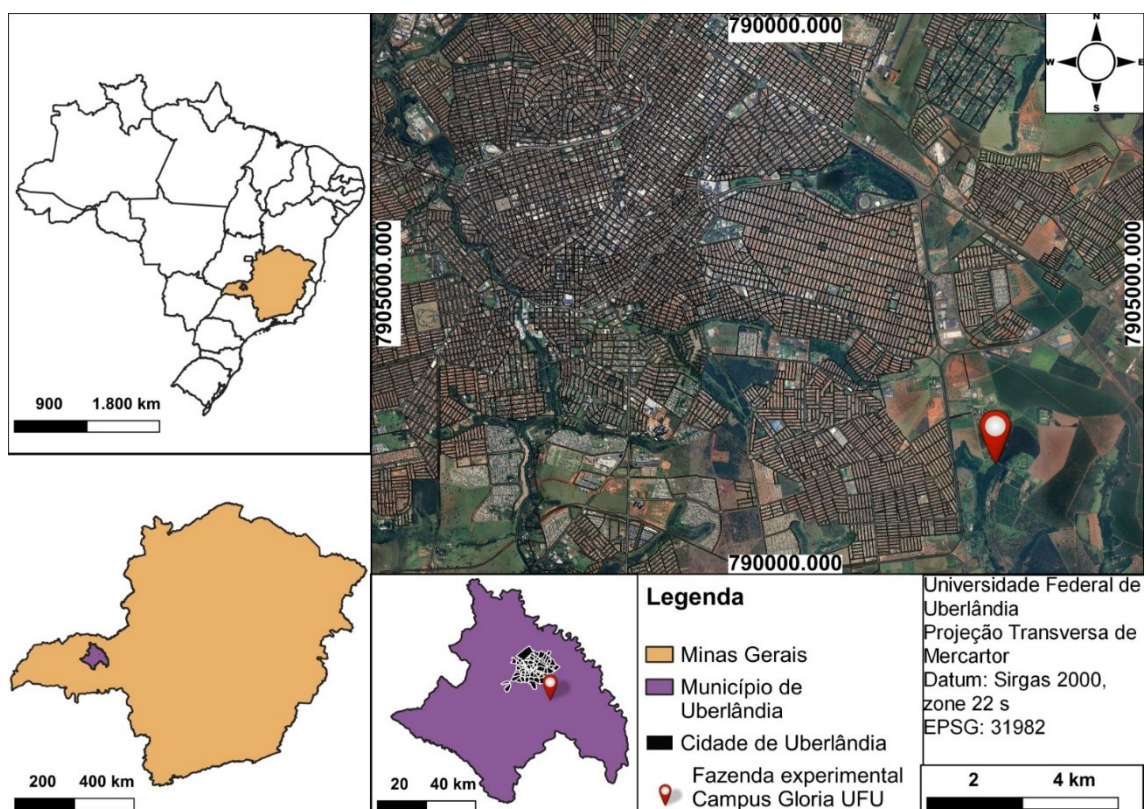 900 1.800 km
790000.000
N
W E
S
7905000.000
7905000.000
790000.000
200 400 km
20 40 km
Legenda
Minas Gerais
Município de
Uberlândia
Cidade de Uberlândia
Fazenda experimental
Campus Gloria UFU
Universidade Federal de
Uberlândia
Projeção Transversa de
Mercartor
Datum: Sirgas 2000,
zone 22 s
EPSG: 31982
2 4 km